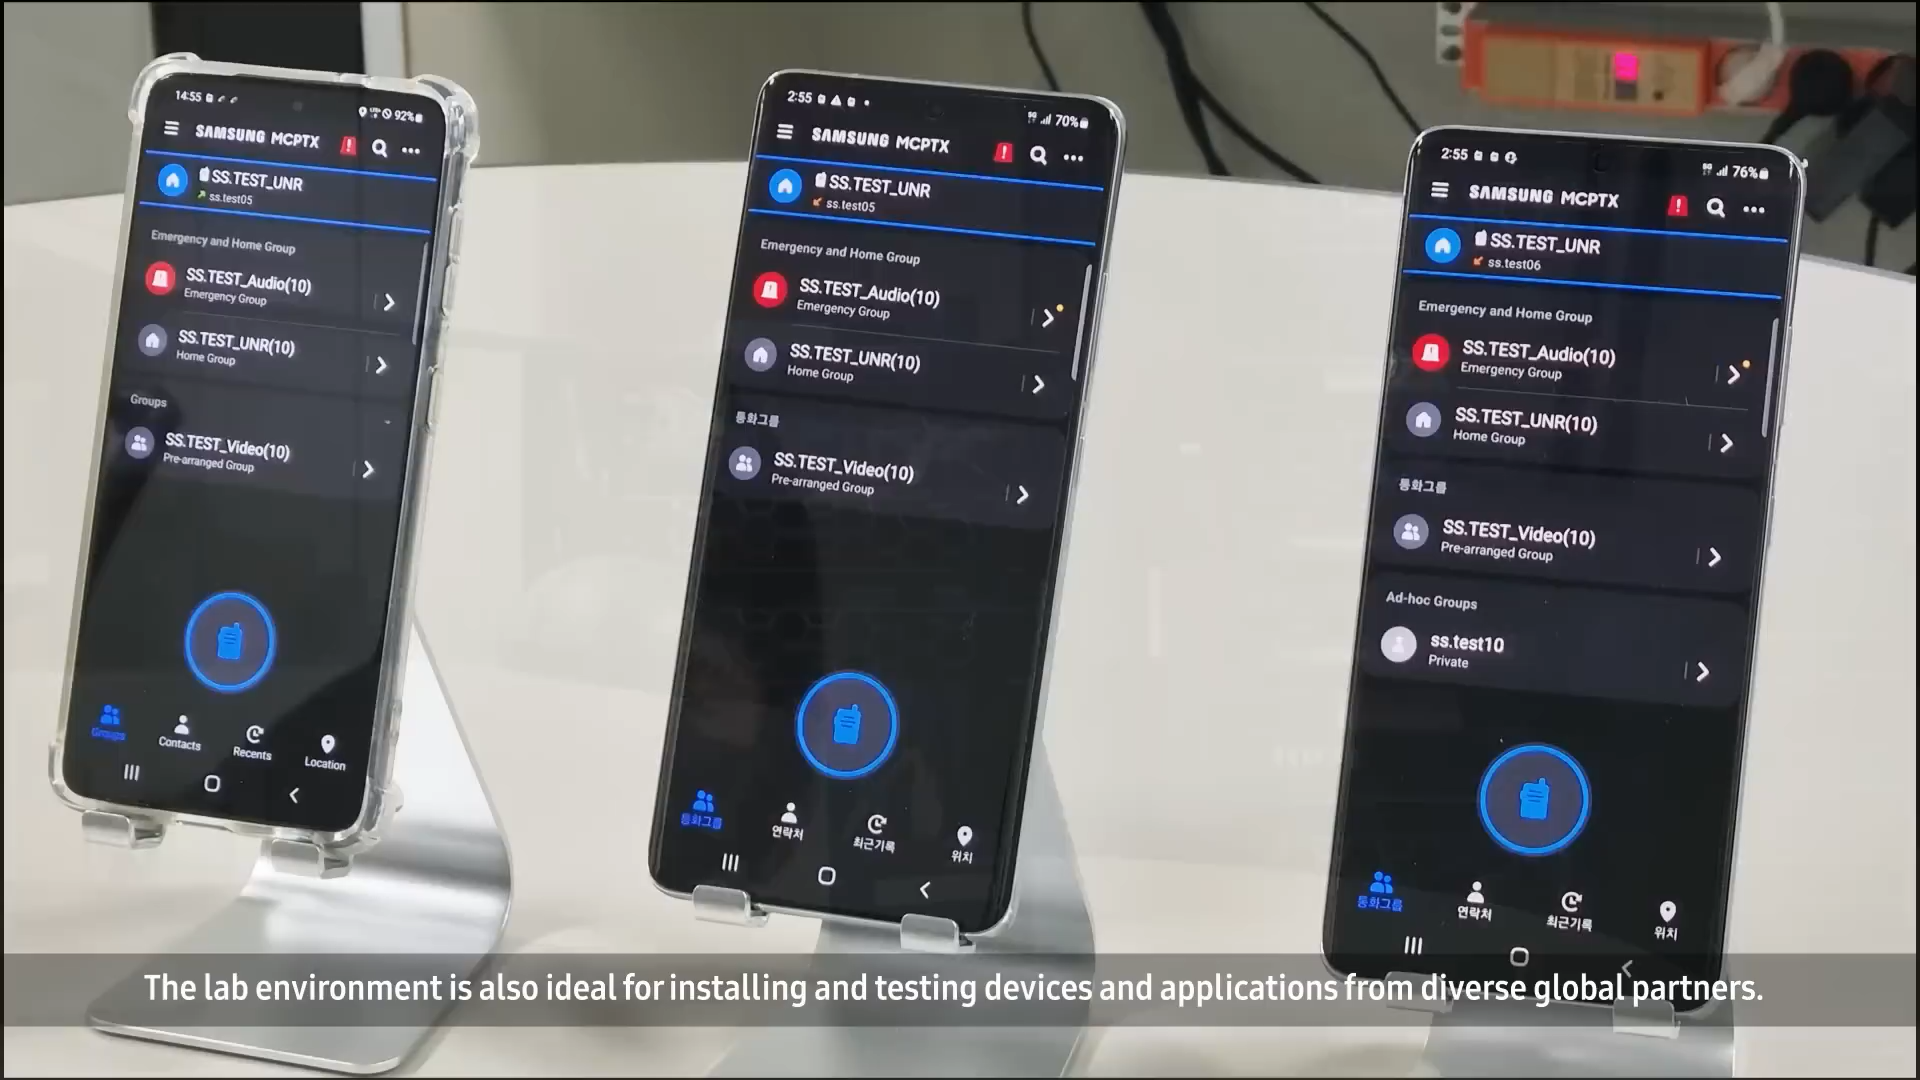 14:55
92%
SAMSUNG MCPTX
SS.TEST_UNR
ss.test05
Emergency and Home Group
SS.TEST_Audio(10)
Emergency Group
SS.TEST_UNR(10)
Home Group
Groups
SS.TEST_Video(10)
Pre-arranged Group
Groups
Contacts
Recents
Location
2:55
70%
SAMSUNG MCPTX
SS.TEST_UNR
ss.test05
Emergency and Home Group
SS.TEST_Audio(10)
Emergency Group
SS.TEST_UNR(10)
Home Group
통화그룹
SS.TEST_Video(10)
Pre-arranged Group
통화그룹
연락처
최근기록
위치
2:55
76%
SAMSUNG MCPTX
SS.TEST_UNR
ss.test06
Emergency and Home Group
SS.TEST_Audio(10)
Emergency Group
SS.TEST_UNR(10)
Home Group
통화그룹
SS.TEST_Video(10)
Pre-arranged Group
Ad-hoc Groups
ss.test10
Private
통화그룹
연락처
최근기록
위치
The lab environment is also ideal for installing and testing devices and applications from diverse global partners.